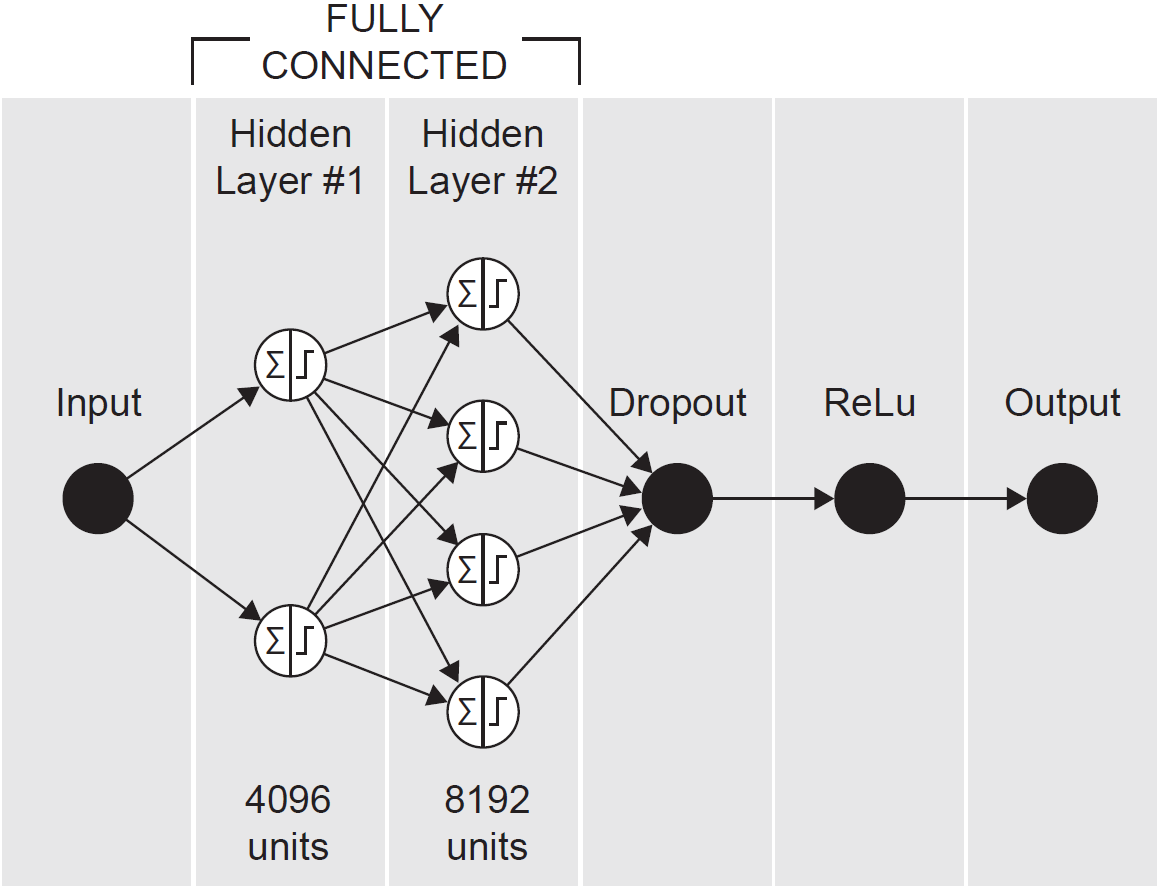 FULLY
CONNECTED
Hidden
Layer #1
Hidden
Layer #2
Σ
Σ
Σ
Input
Dropout
ReLu
Output
Σ
Σ
Σ
4096
units
8192
units